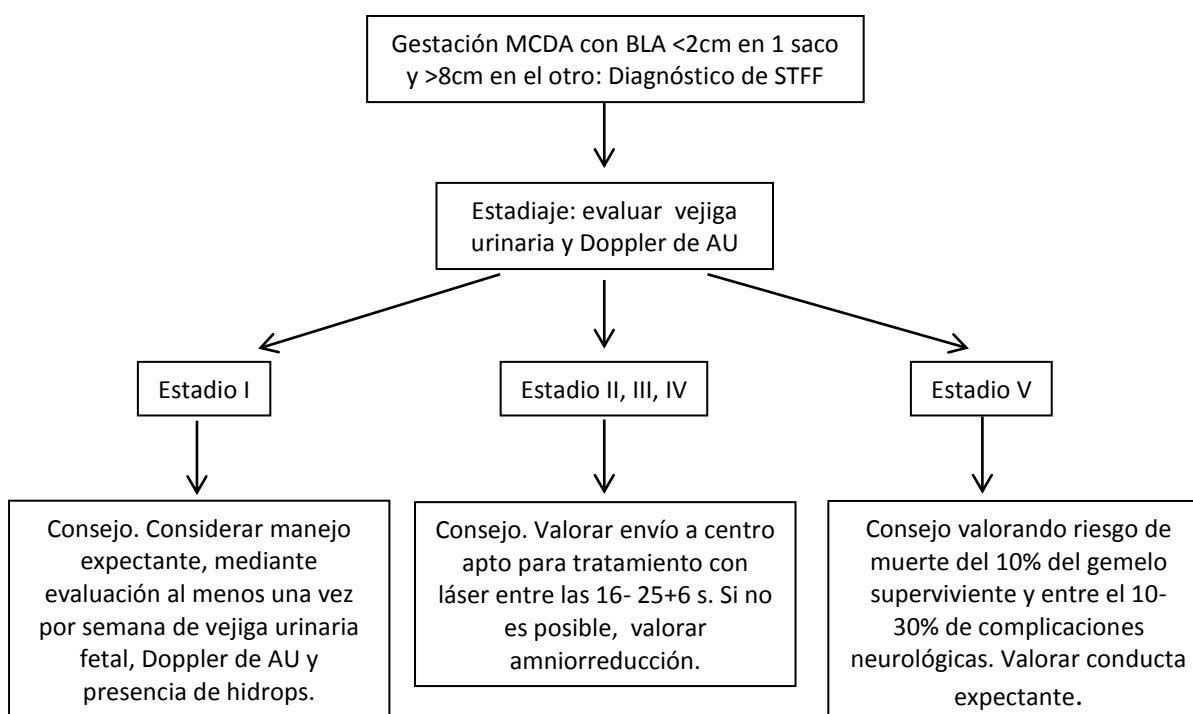 Gestación MCDA con BLA <2cm en 1 saco
y >8cm en el otro: Diagnóstico de STFF
Estadiaje: evaluar vejiga
urinaria y Doppler de AU
Estadio I
Estadio II, III, IV
Estadio V
Consejo. Considerar manejo
expectante, mediante
evaluación al menos una vez
por semana de vejiga urinaria
fetal, Doppler de AU y
presencia de hidrops.
Consejo. Valorar envío a centro
apto para tratamiento con
láser entre las 16- 25+6 s. Si no
es posible, valorar
amniorreducción.
Consejo valorando riesgo de
muerte del 10% del gemelo
superviviente y entre el 10-
30% de complicaciones
neurológicas. Valorar conducta
expectante.